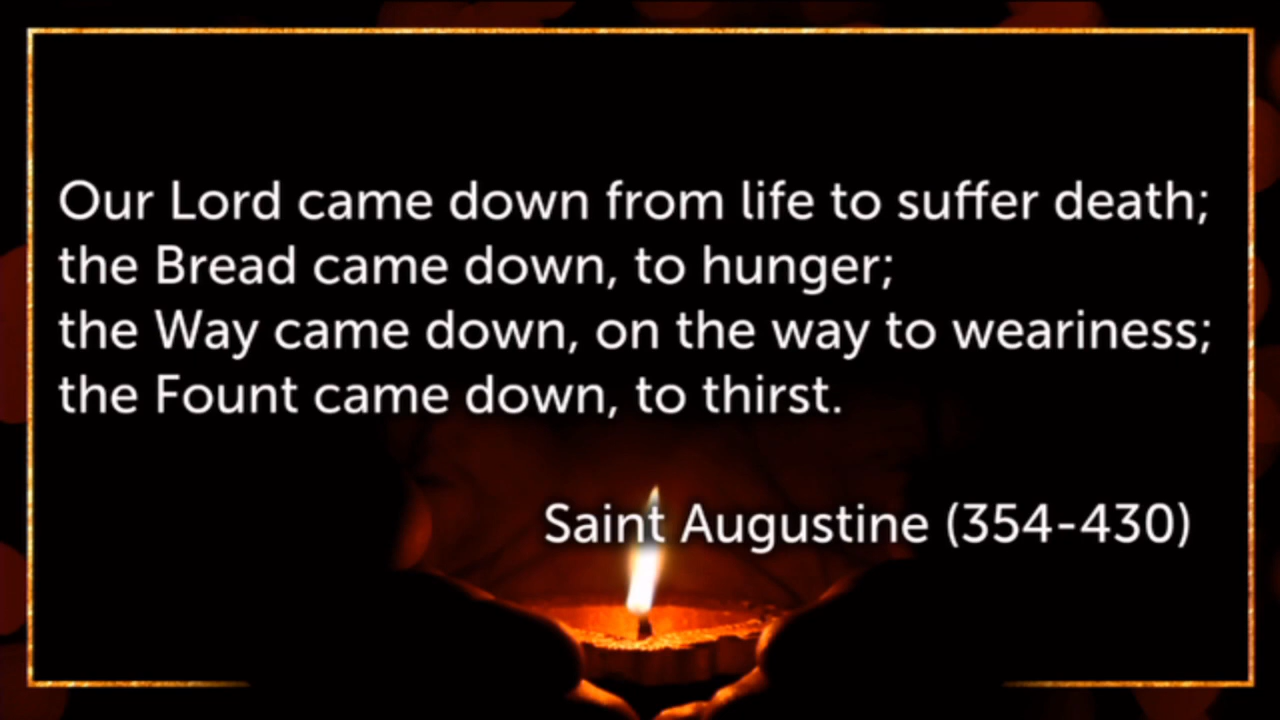 Our Lord came down from life to suffer death;
the Bread came down, to hunger;
the Way came down, on the way to weariness;
the Fount came down, to thirst.
Saint Augustine (354-430)